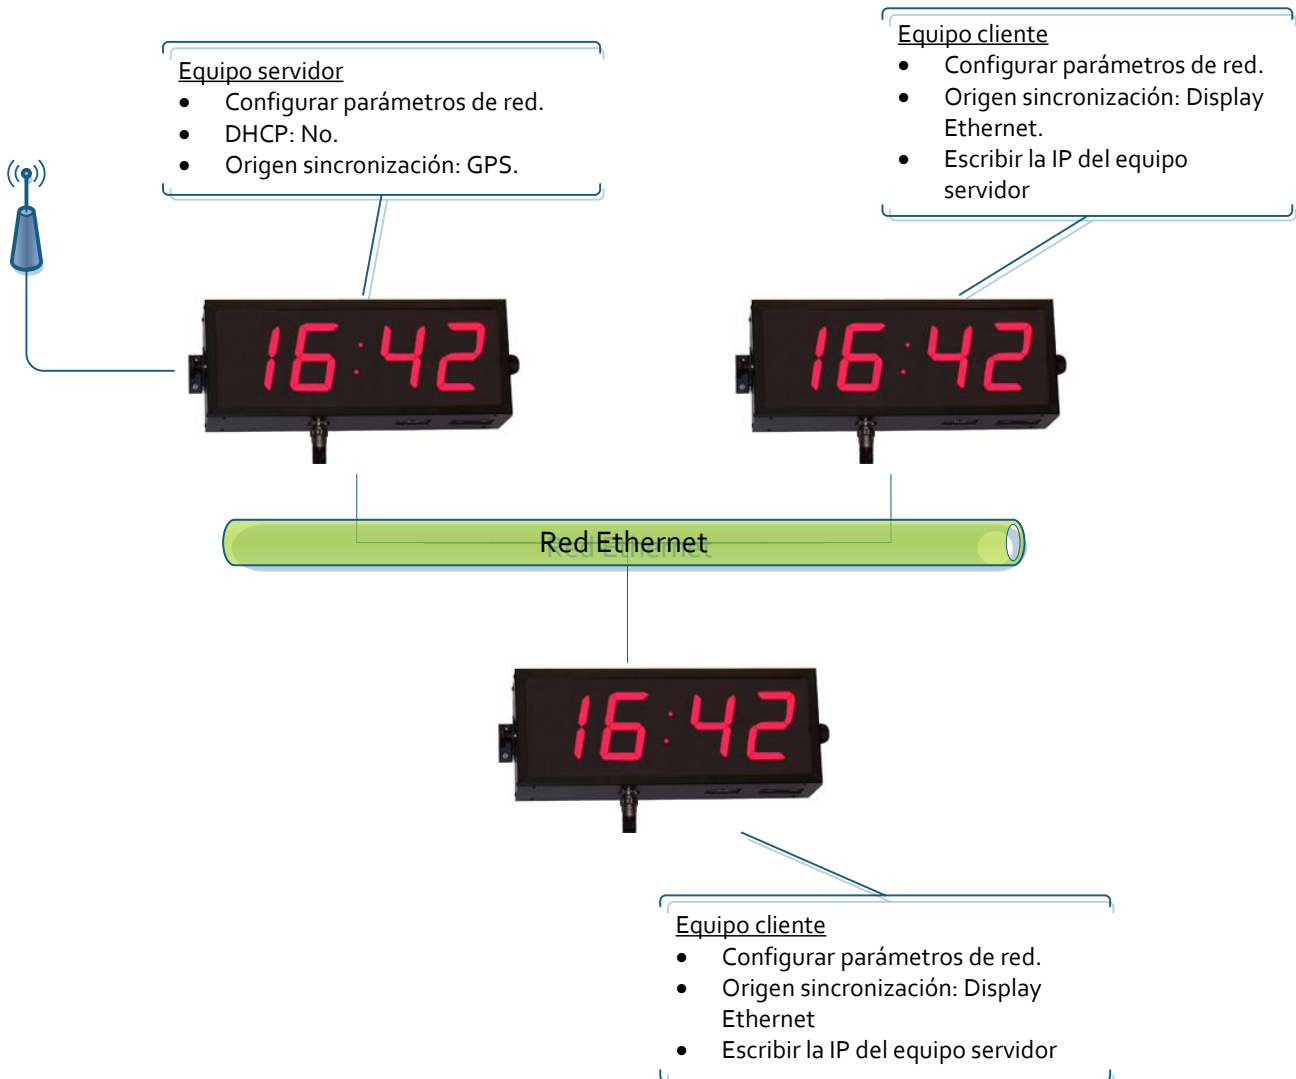 Equipo servidor
• Configurar parámetros de red.
• DHCP: No.
• Origen sincronización: GPS.
Equipo cliente
• Configurar parámetros de red.
• Origen sincronización: Display
Ethernet.
• Escribir la IP del equipo
servidor
16:42
16:42
Red Ethernet
16:42
Equipo cliente
• Configurar parámetros de red.
• Origen sincronización: Display
Ethernet
• Escribir la IP del equipo servidor